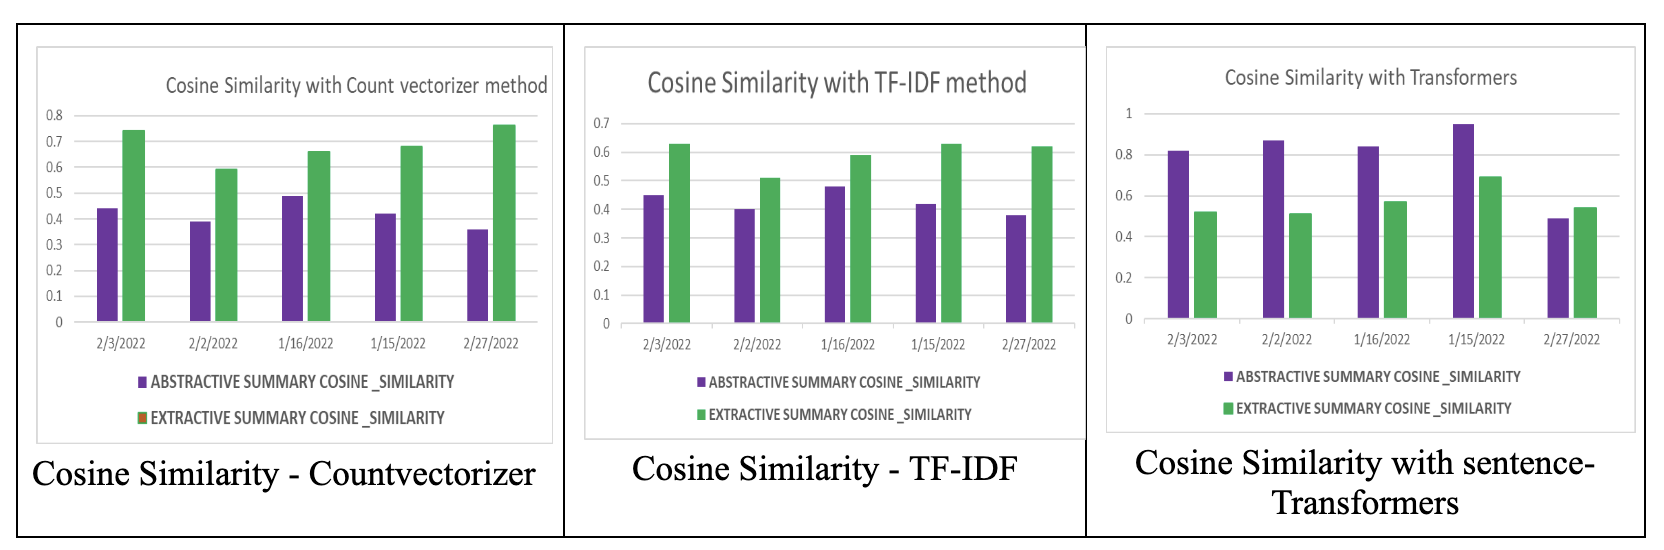 Cosine Similarity with Count vectorizer method
0.8
0.7
0.6
0.5
0.4
0.3
0.2
0.1
0
2/3/2022 2/2/2022 1/16/2022 1/15/2022 2/27/2022
ABSTRACTIVE SUMMARY COSINE _SIMILARITY
EXTRACTIVE SUMMARY COSINE _SIMILARITY
Cosine Similarity - Countvectorizer
Cosine Similarity with TF-IDF method
0.7
0.6
0.5
0.4
0.3
0.2
0.1
0
2/3/2022 2/2/2022 1/16/2022 1/15/2022 2/27/2022
ABSTRACTIVE SUMMARY COSINE _SIMILARITY
EXTRACTIVE SUMMARY COSINE _SIMILARITY
Cosine Similarity - TF-IDF
Cosine Similarity with Transformers
1
0.8
0.6
0.4
0.2
0
2/3/2022 2/2/2022 1/16/2022 1/15/2022 2/27/2022
ABSTRACTIVE SUMMARY COSINE _SIMILARITY
EXTRACTIVE SUMMARY COSINE _SIMILARITY
Cosine Similarity with sentence-
Transformers